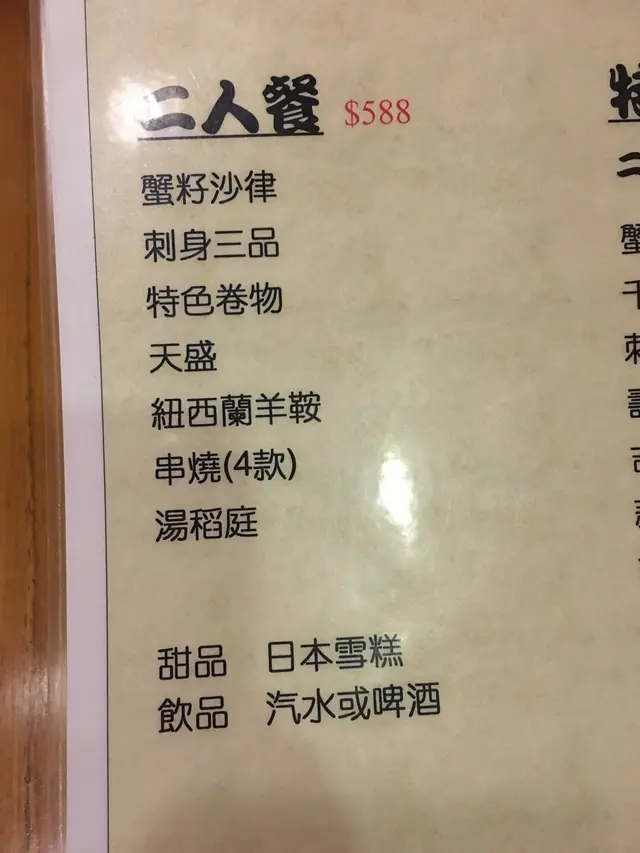 二人餐 $588
蟹籽沙律
刺身三品
特色卷物
天盛
紐西蘭羊鞍
串燒(4款)
湯稻庭
甜品 日本雪糕
飲品 汽水或啤酒